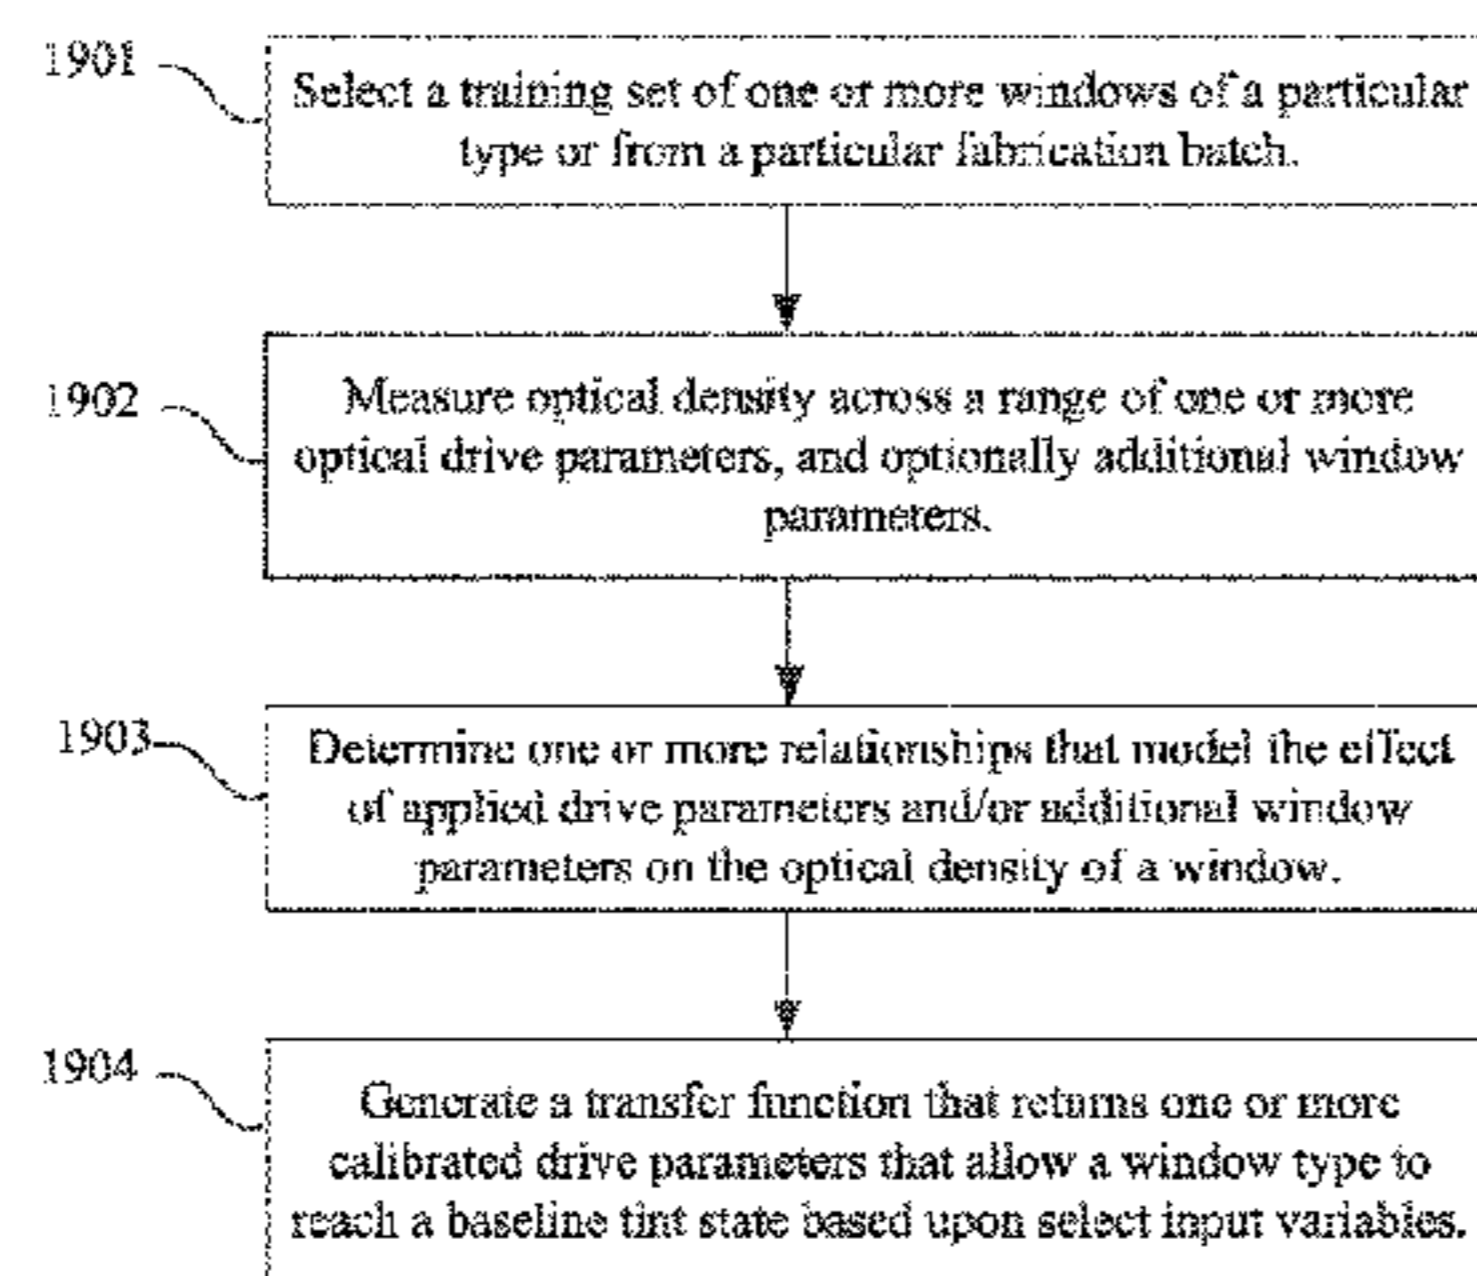 1901
Select a training set of one or more windows of a particular
type or from a particular fabrication batch.
1902
Measure optical density across a range of one or more
optical drive parameters, and optionally additional window
parameters.
1903
Determine one or more relationships that model the effect
of applied drive parameters and/or additional window
parameters on the optical density of a window.
1904
Generate a transfer function that returns one or more
calibrated drive parameters that allow a window type to
reach a baseline tint state based upon select input variables.